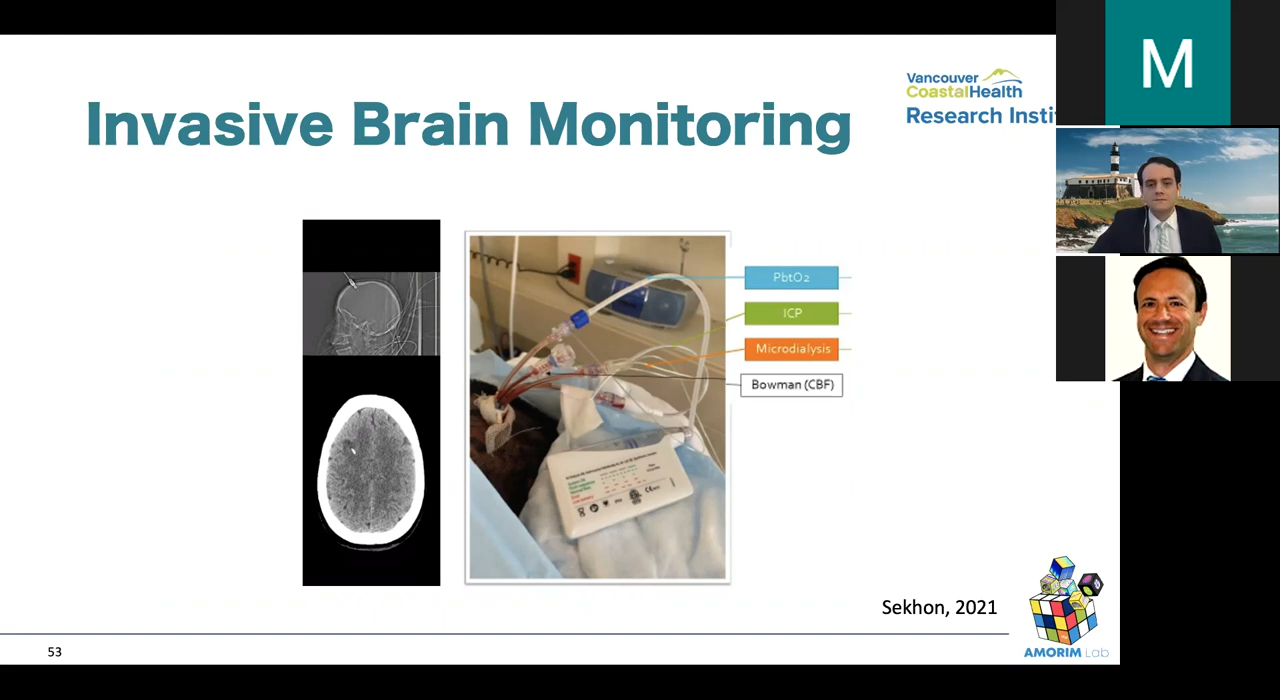 Invasive Brain Monitoring
Vancouver
CoastalHealth
Research Insti
M
PbtO2
ICP
Microdialysis
Bowman (CBF)
Sekhon, 2021
AMORIM Lab
53